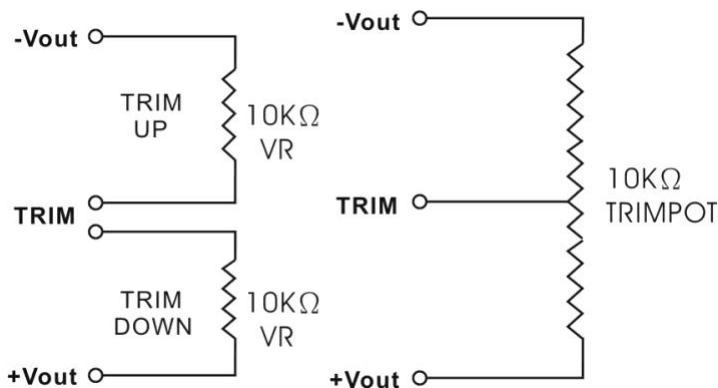 -Vout
TRIM
UP
10KΩ
VR
TRIM
TRIM
DOWN
10KΩ
VR
+Vout
-Vout
TRIM
10KΩ
TRIMPOT
+Vout